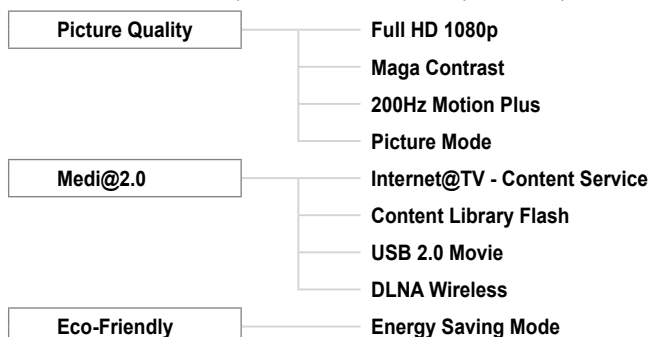 Picture Quality
Full HD 1080p
Maga Contrast
200Hz Motion Plus
Picture Mode
Medi@2.0
Internet@TV - Content Service
Content Library Flash
USB 2.0 Movie
DLNA Wireless
Eco-Friendly
Energy Saving Mode